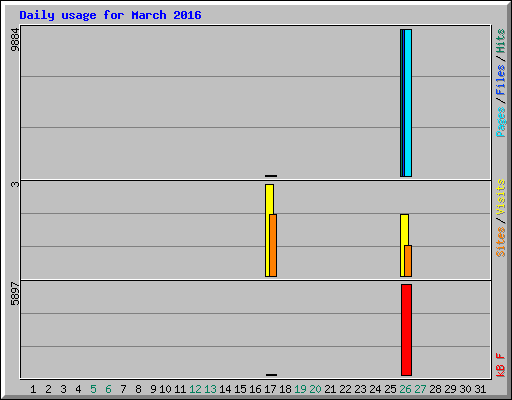 Daily usage for March 2016
9884
3
5897
Pages/Files/Hits
Sites/Visits
kB F
1 2 3 4 5 6 7 8 9 10 11 12 13 14 15 16 17 18 19 20 21 22 23 24 25 26 27 28 29 30 31